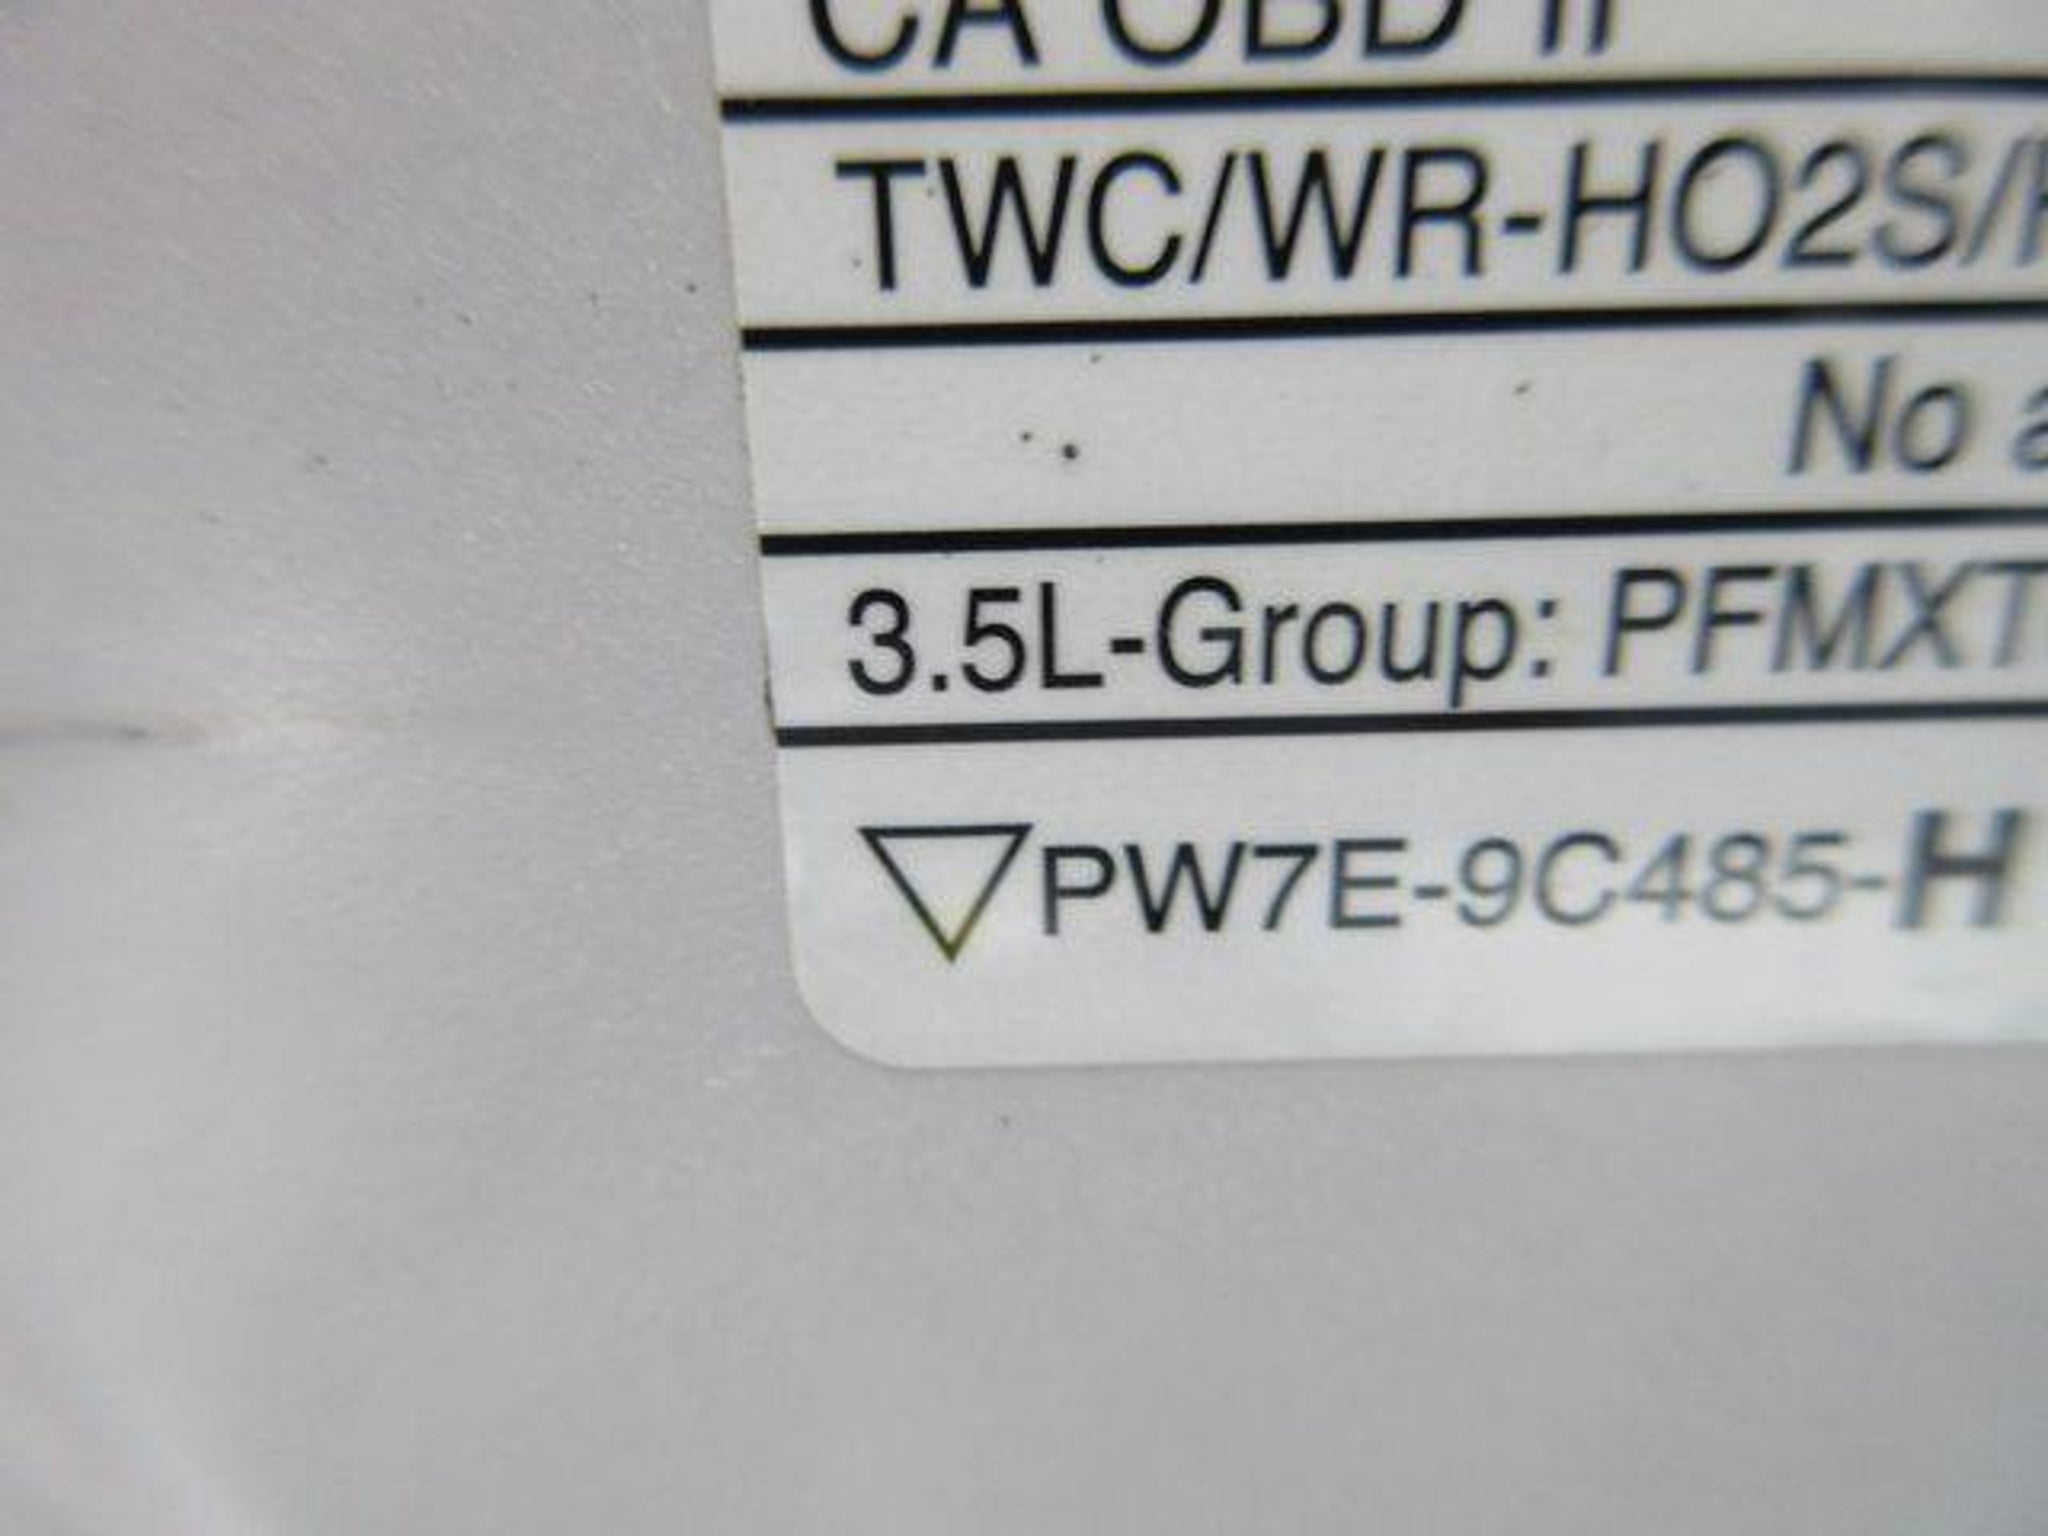 CA OBD II
TWC/WR-HO2S/
No
3.5L-Group: PFMXT
PW7E-9C485-H